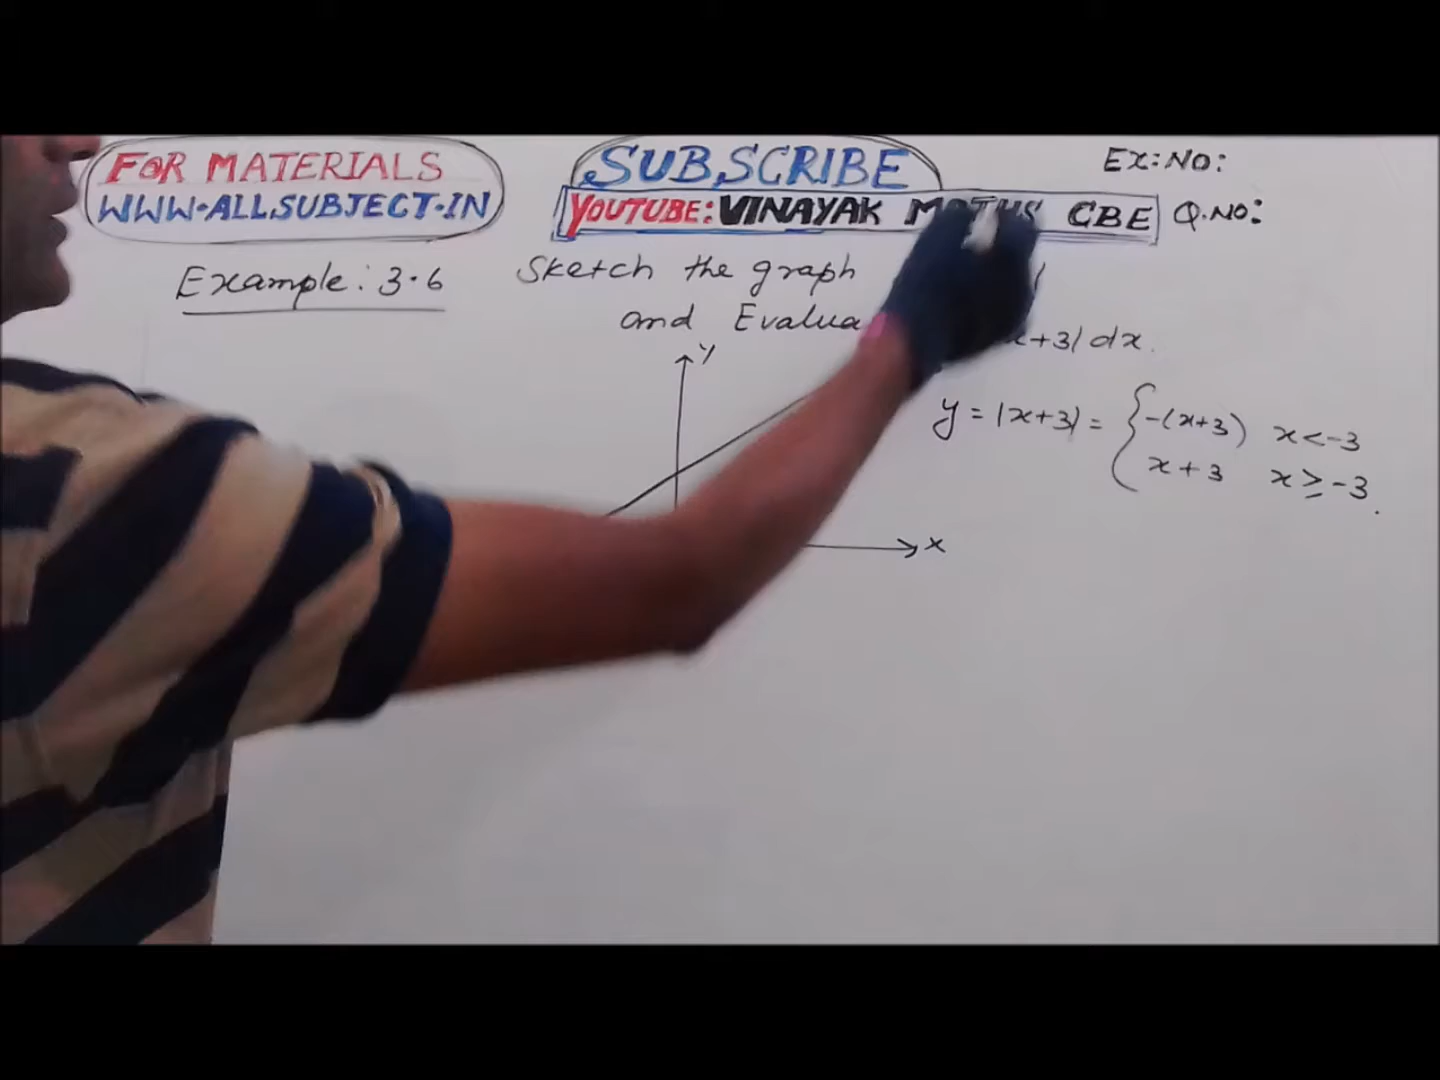 FOR MATERIALS
WWW.ALLSUBJECT.IN
SUBSCRIBE
YOUTUBE: VINAYAK MATHS CBE
Ex:No:
Q.No:
Example: 3.6
Sketch the graph
and Evalua
x+3| dx.
y
y = |x+3| = { -(x+3) x < -3
x+3 x ≥ -3.
x